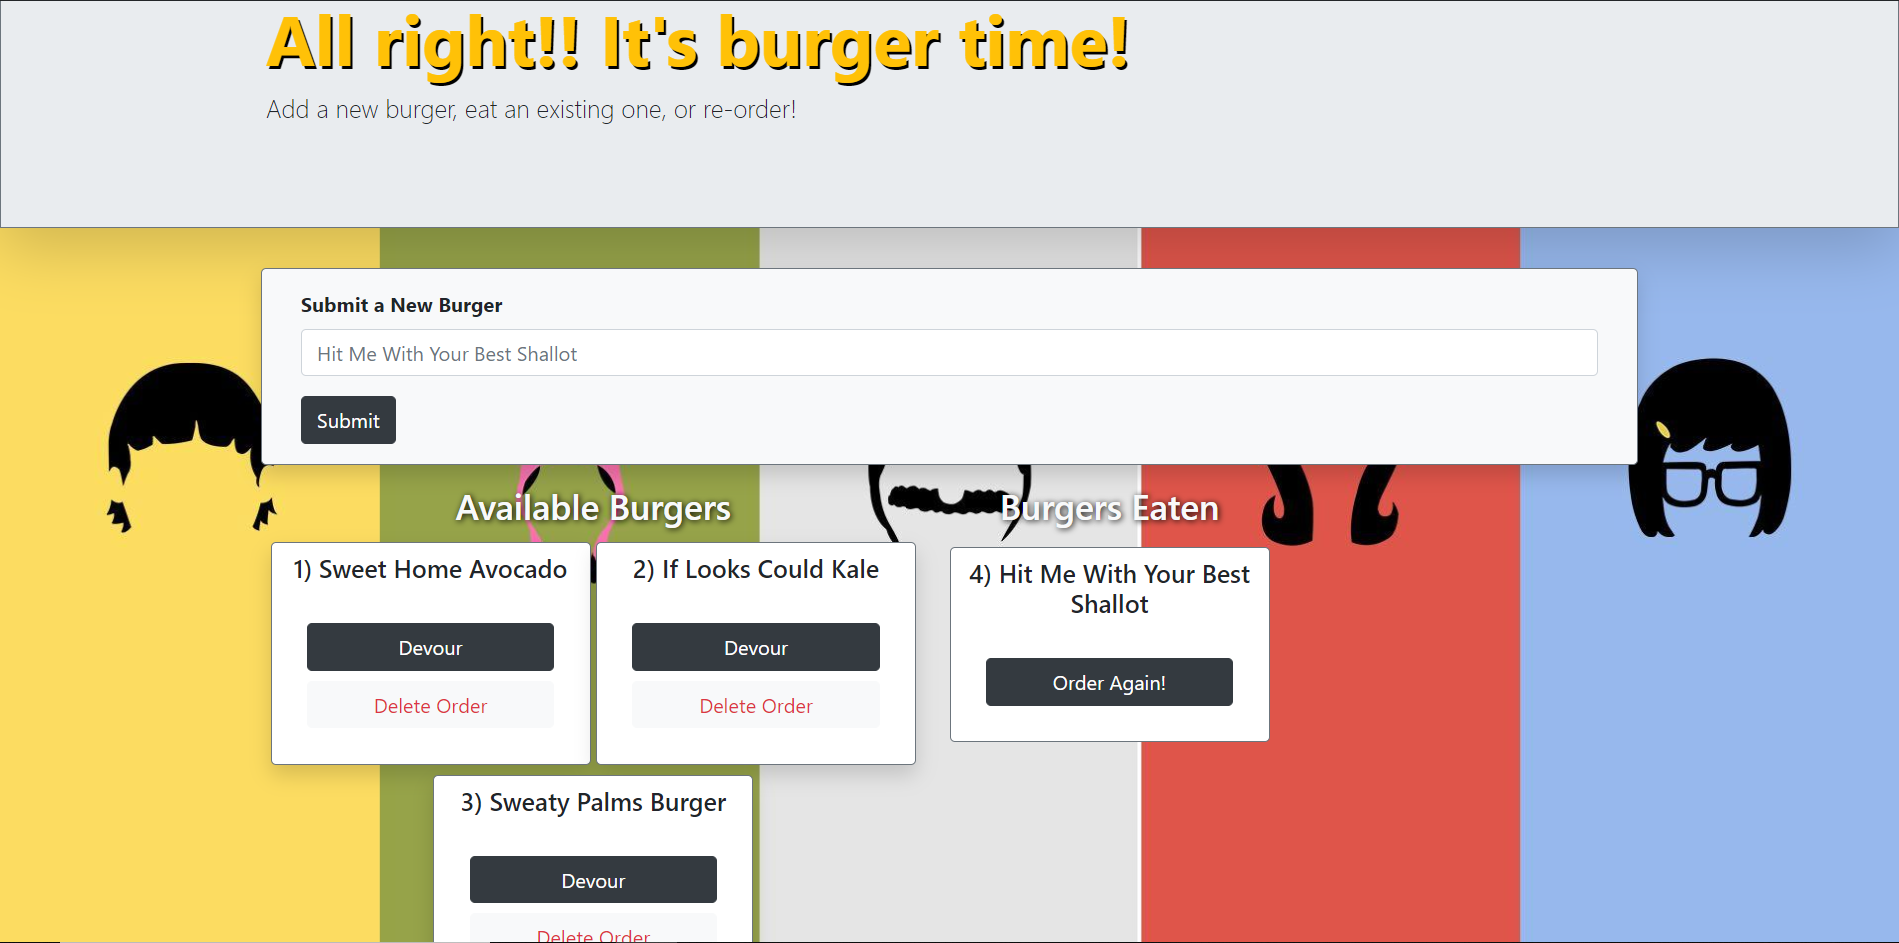 All right!! It's burger time!
Add a new burger, eat an existing one, or re-order!
Submit a New Burger
Hit Me With Your Best Shallot
Submit
Available Burgers
1) Sweet Home Avocado
Devour
Delete Order
2) If Looks Could Kale
Devour
Delete Order
3) Sweaty Palms Burger
Devour
Delete Order
Burgers Eaten
4) Hit Me With Your Best
Shallot
Order Again!